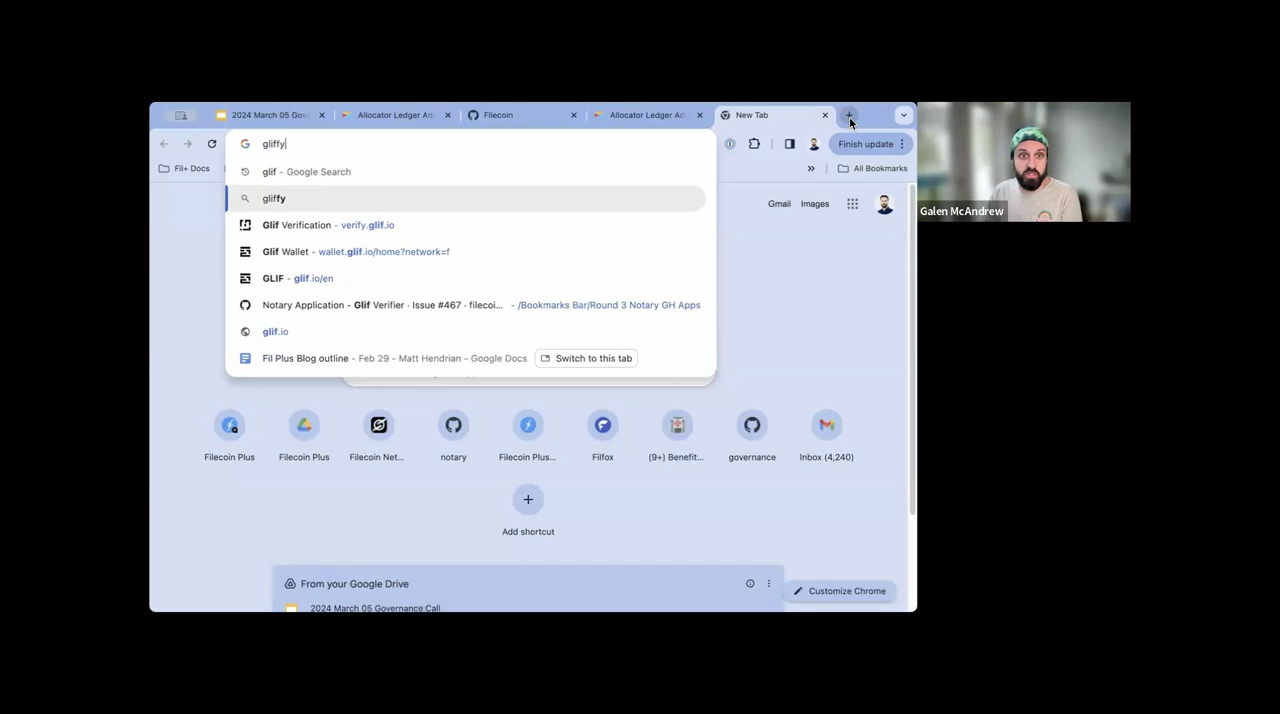 2024 March 05 Gov
Allocator Ledger Ad
Filecoin
Allocator Ledger Ad
New Tab
gliffy
Finish update
Fil+ Docs
»
All Bookmarks
glif - Google Search
gliffy
Glif Verification - verify.glif.io
Glif Wallet - wallet.glif.io/home?network=f
GLIF - glif.io/en
Notary Application - Glif Verifier · Issue #467 · filecoi... - /Bookmarks Bar/Round 3 Notary GH Apps
glif.io
Fil Plus Blog outline - Feb 29 - Matt Hendrian - Google Docs
Switch to this tab
Gmail
Images
Galen McAndrew
Filecoin Plus
Filecoin Plus
Filecoin Net...
notary
Filecoin Plus...
Filfox
(9+) Benefit...
governance
Inbox (4,240)
Add shortcut
From your Google Drive
2024 March 05 Governance Call
Customize Chrome